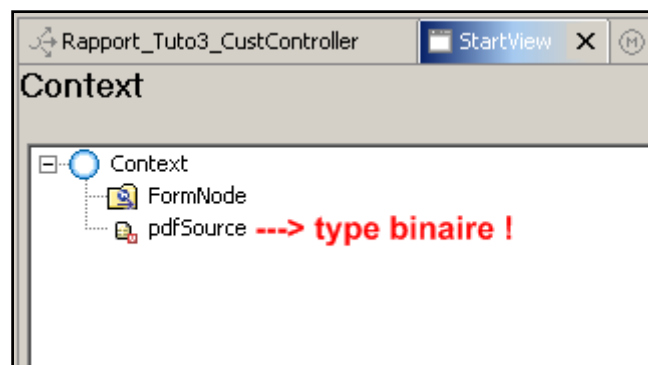 Rapport_Tuto3_CustController StartView M
Context
Context
FormNode
pdfSource ---> type binaire !